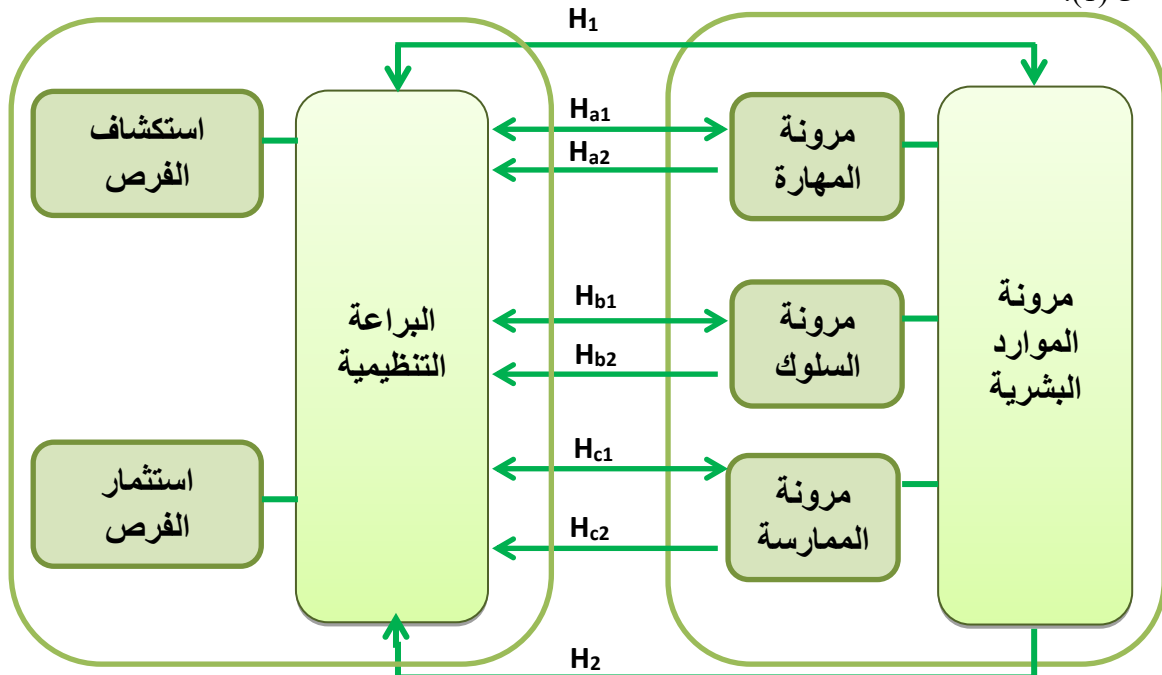 H1
مرونة
الموارد
البشرية
مرونة
المهارة
مرونة
السلوك
مرونة
الممارسة
Ha1
Ha2
Hb1
Hb2
Hc1
Hc2
البراعة
التنظيمية
استكشاف
الفرص
استثمار
الفرص
H2